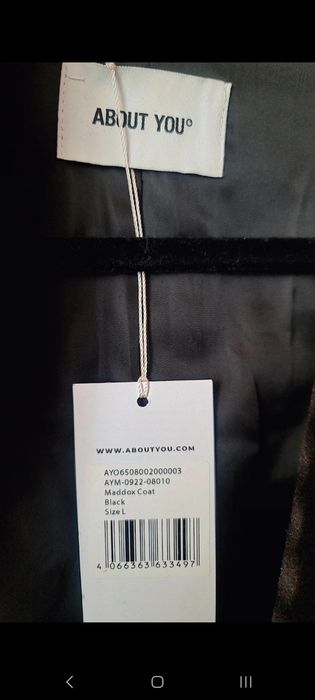 ABOUT YOU°
WWW.ABOUTYOU.COM
AYO6508002000003
AYM-0922-08010
Maddox Coat
Black
Size L
4 066363 633497